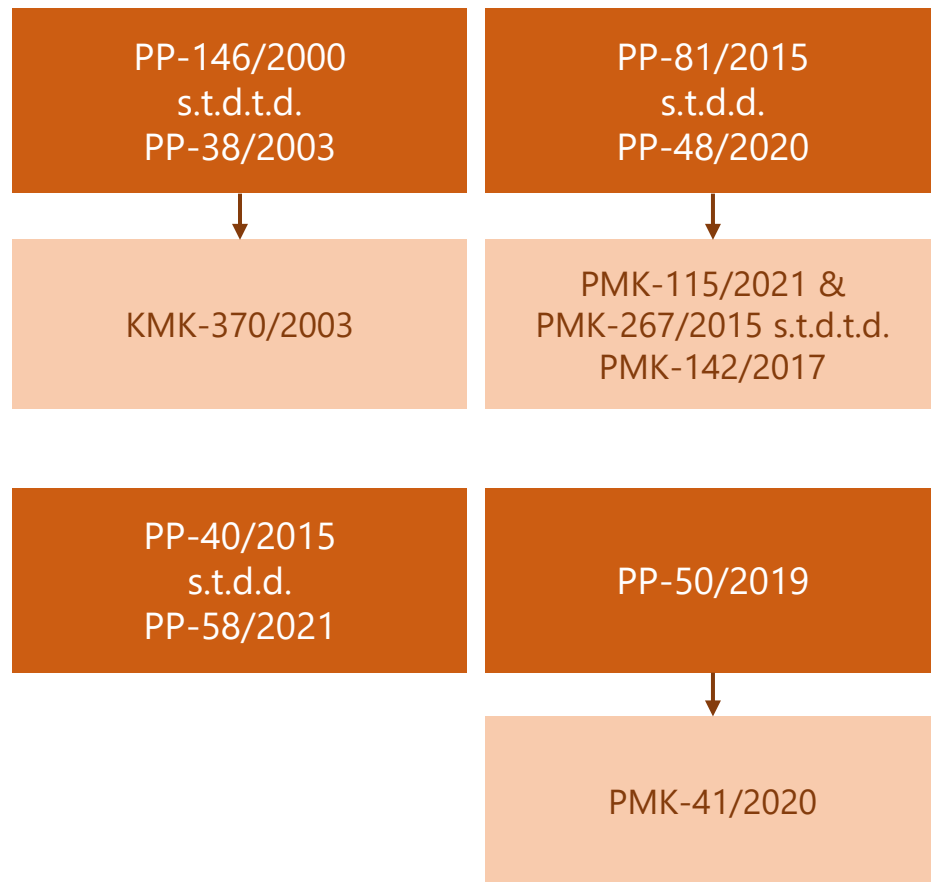 PP-146/2000
s.t.d.t.d.
PP-38/2003
PP-81/2015
s.t.d.d.
PP-48/2020
KMK-370/2003
PMK-115/2021 &
PMK-267/2015 s.t.d.t.d.
PMK-142/2017
PP-40/2015
s.t.d.d.
PP-58/2021
PP-50/2019
PMK-41/2020